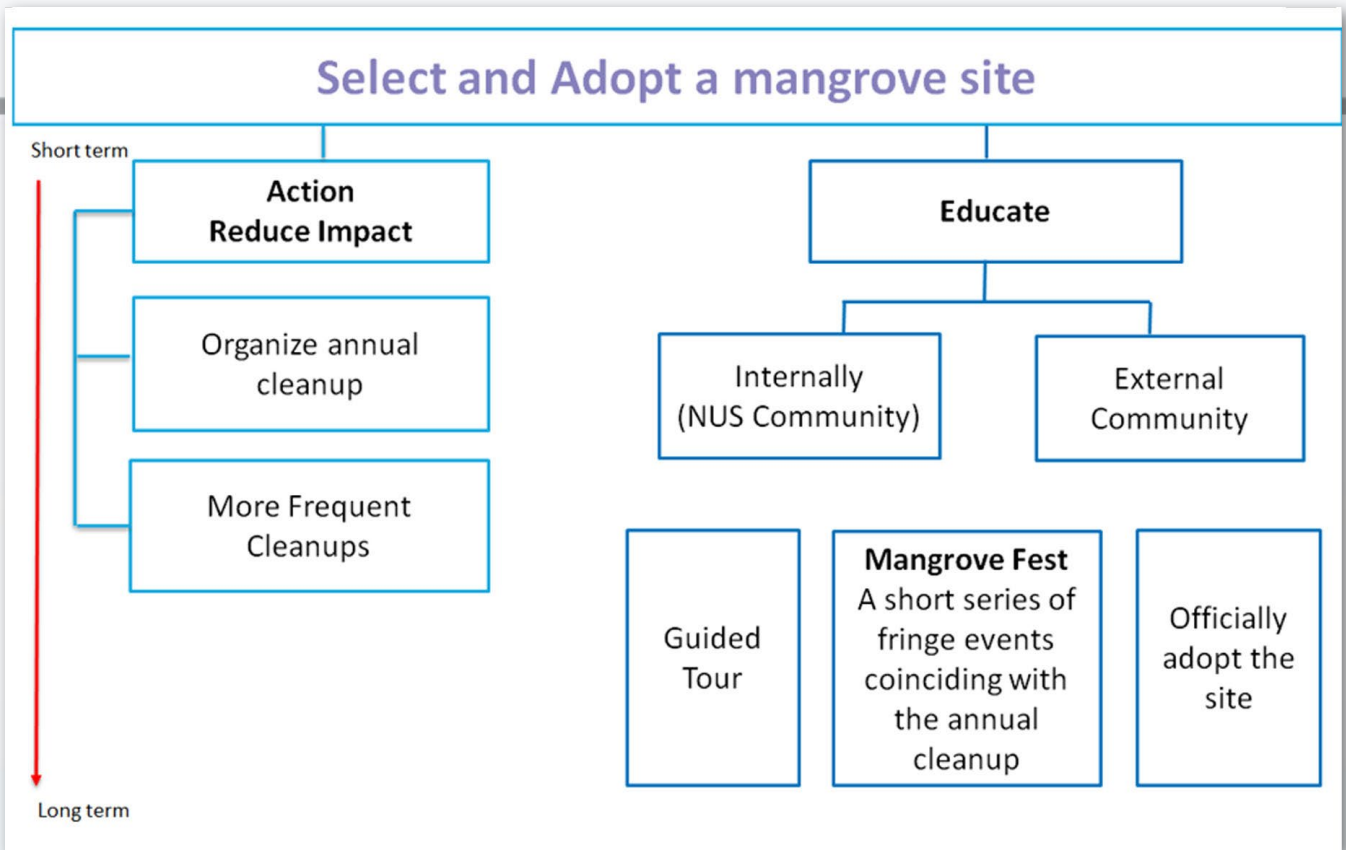 Select and Adopt a mangrove site
Short term
Action
Reduce Impact
Organize annual
cleanup
More Frequent
Cleanups
Long term
Educate
Internally
(NUS Community)
External
Community
Guided
Tour
Mangrove Fest
A short series of
fringe events
coinciding with
the annual
cleanup
Officially
adopt the
site